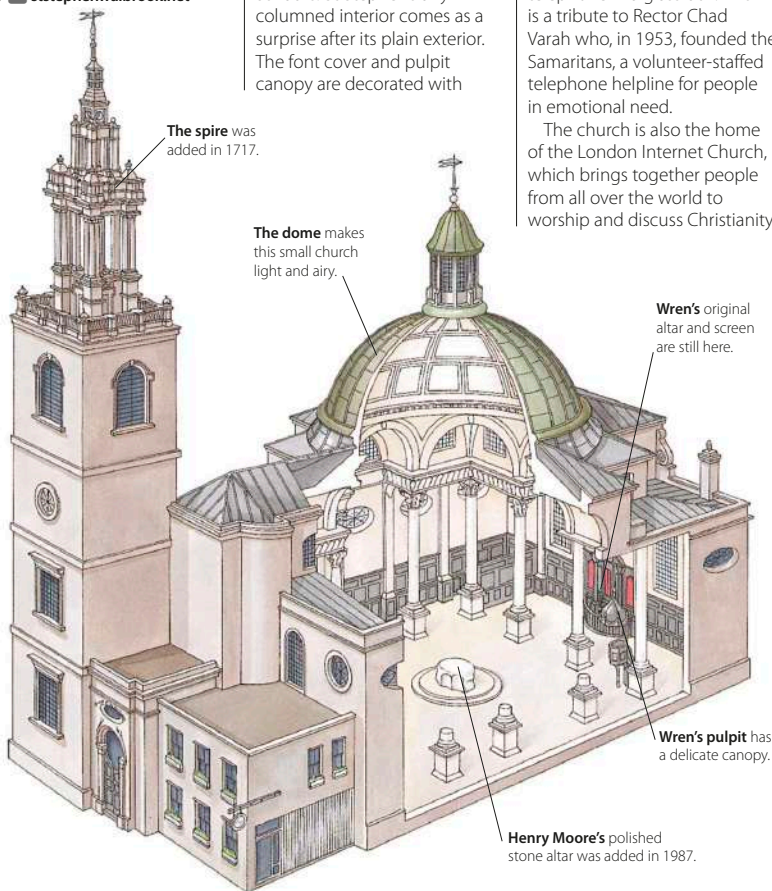 ststephenwalbrook.net
columned interior comes as a
surprise after its plain exterior.
The font cover and pulpit
canopy are decorated with
is a tribute to Rector Chad
Varah who, in 1953, founded the
Samaritans, a volunteer-staffed
telephone helpline for people
in emotional need.
The church is also the home
of the London Internet Church,
which brings together people
from all over the world to
worship and discuss Christianity
The spire was
added in 1717.
The dome makes
this small church
light and airy.
Wren's original
altar and screen
are still here.
Wren's pulpit has
a delicate canopy.
Henry Moore's polished
stone altar was added in 1987.